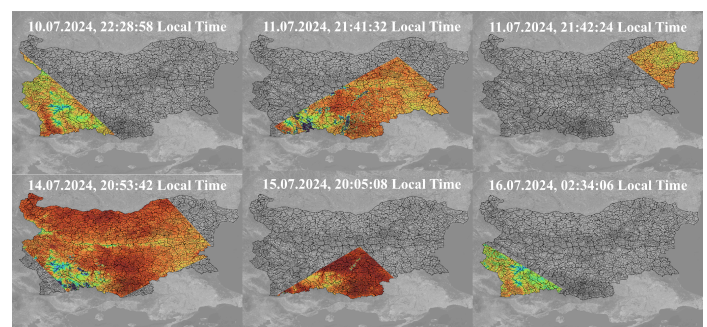 10.07.2024, 22:28:58 Local Time
11.07.2024, 21:41:32 Local Time
11.07.2024, 21:42:24 Local Time
14.07.2024, 20:53:42 Local Time
15.07.2024, 20:05:08 Local Time
16.07.2024, 02:34:06 Local Time